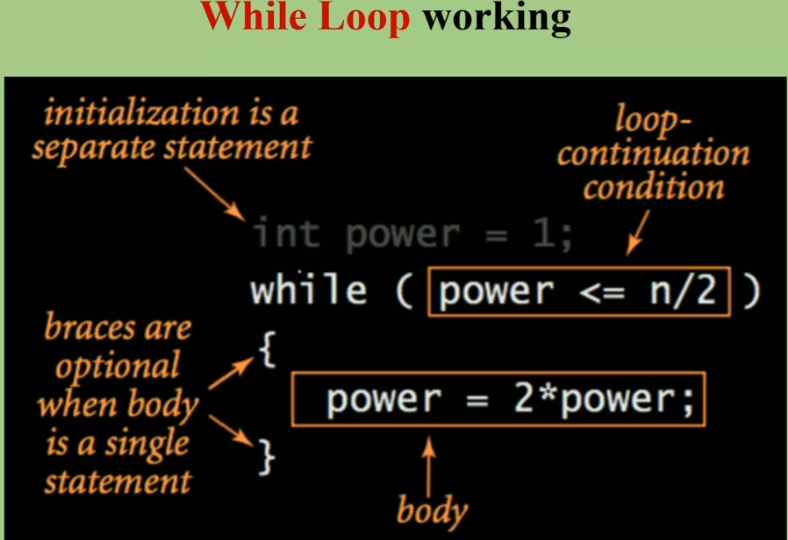 While Loop working
initialization is a
separate statement
loop-
continuation
condition
int power = 1;
while ( power <= n/2 )
braces are
optional
when body
is a single
statement
{
power = 2*power;
}
body